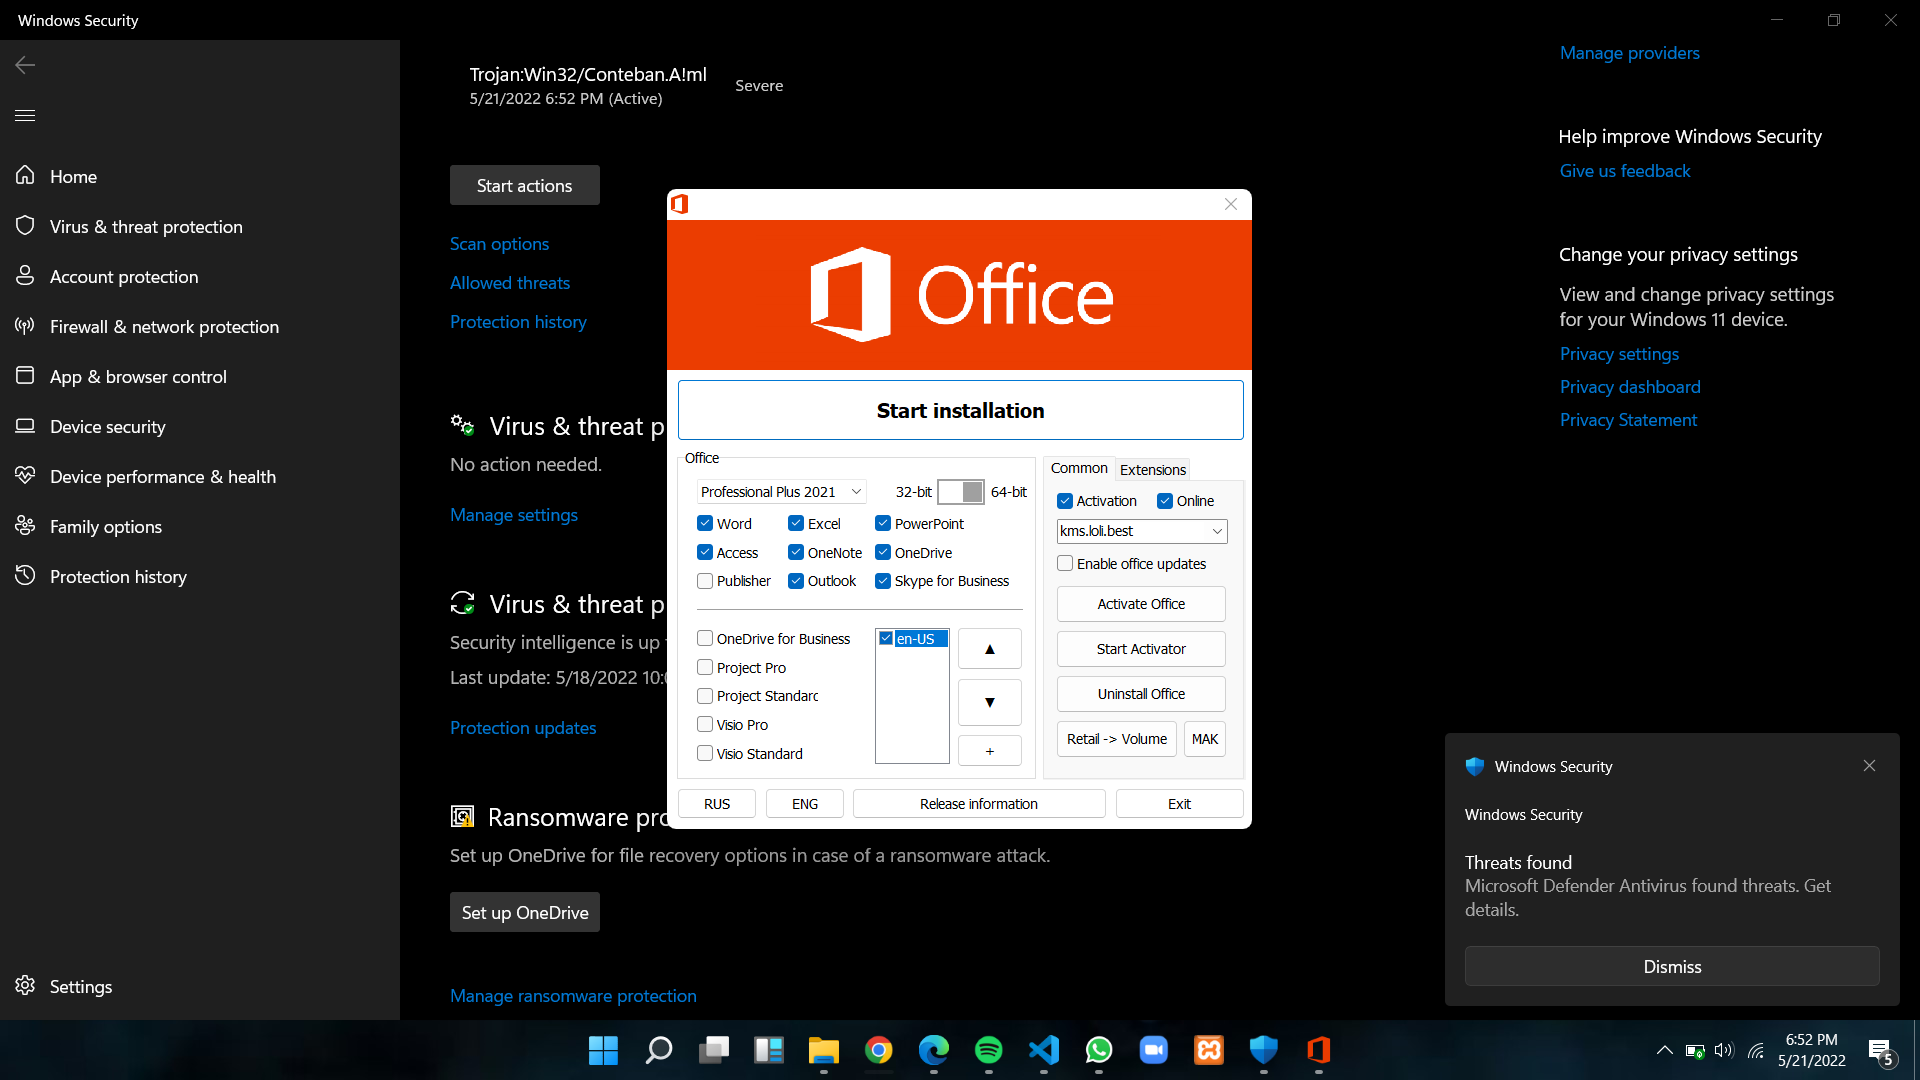 Windows Security
Home
Virus & threat protection
Account protection
Firewall & network protection
App & browser control
Device security
Device performance & health
Family options
Protection history
Settings
Trojan:Win32/Conteban.A!ml
5/21/2022 6:52 PM (Active)
Severe
Start actions
Scan options
Allowed threats
Protection history
Virus & threat p
No action needed.
Manage settings
Virus & threat p
Security intelligence is up
Last update: 5/18/2022 10:
Protection updates
Ransomware pro
Set up OneDrive for file recovery options in case of a ransomware attack.
Set up OneDrive
Manage ransomware protection
Office
Start installation
Office
Professional Plus 2021
32-bit
64-bit
Word
Excel
PowerPoint
Access
OneNote
OneDrive
Publisher
Outlook
Skype for Business
OneDrive for Business
Project Pro
Project Standard
Visio Pro
Visio Standard
en-US
▲
▼
+
Common
Extensions
Activation
Online
kms.loli.best
Enable office updates
Activate Office
Start Activator
Uninstall Office
Retail -> Volume
MAK
RUS
ENG
Release information
Exit
Manage providers
Help improve Windows Security
Give us feedback
Change your privacy settings
View and change privacy settings
for your Windows 11 device.
Privacy settings
Privacy dashboard
Privacy Statement
Windows Security
Windows Security
Threats found
Microsoft Defender Antivirus found threats. Get
details.
Dismiss
6:52 PM
5/21/2022
5